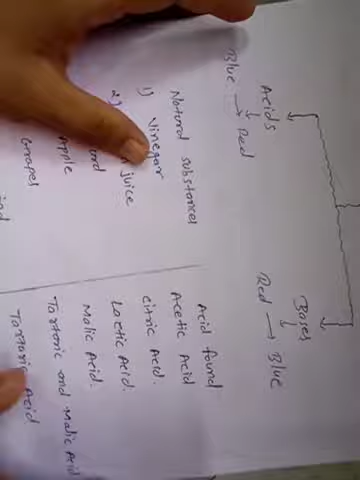 Acids Bases
Blue → Red Red → Blue
Natural substances Acid found
1) Vinegar Acetic Acid
2) juice Citric Acid.
Lactic Acid.
Apple Malic Acid.
Grapes Tartaric and Malic Acid
Tartaric Acid